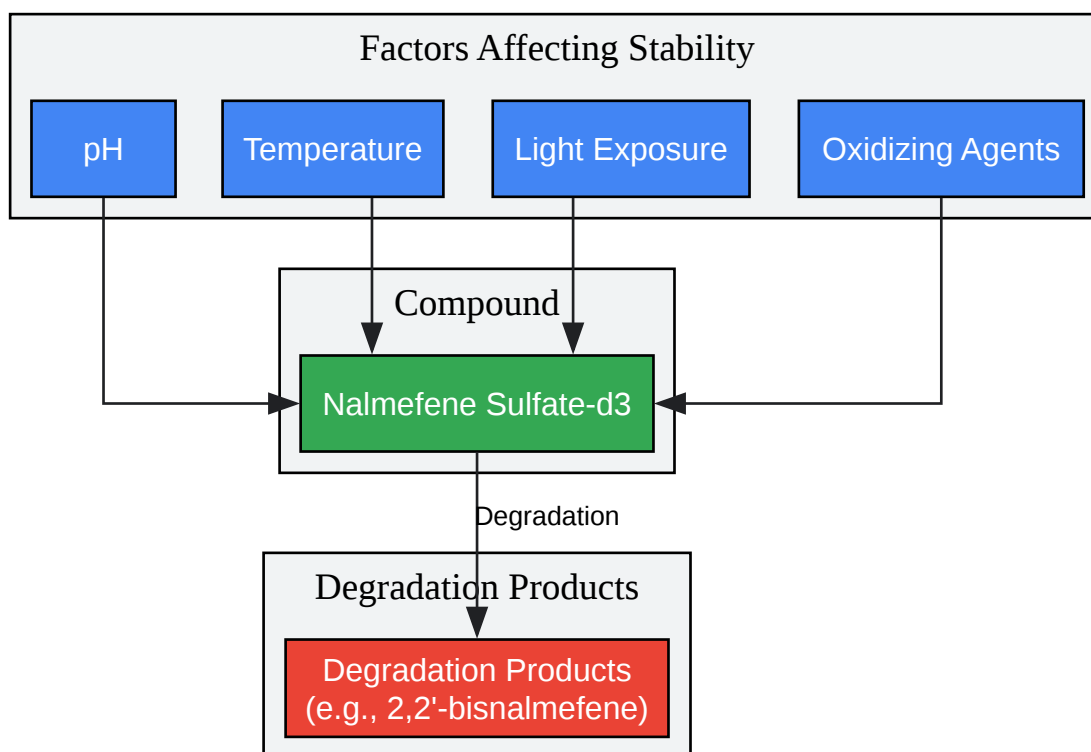 Factors Affecting Stability
pH
Temperature
Light Exposure
Oxidizing Agents
Compound
Nalmefene Sulfate-d3
Degradation
Degradation Products
Degradation Products
(e.g., 2,2'-bisnalmefene)